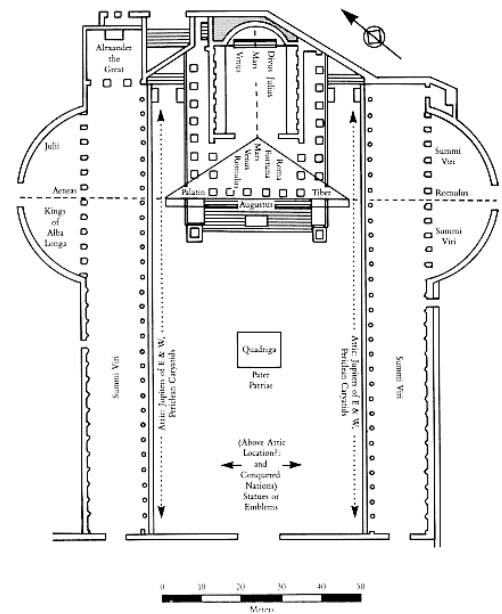 Alexander
the
Great
Venus
Mars
Divus Julius
Julii
Aeneas
Kings
of
Alba
Longa
Romulus
Venus
Mars
Fortuna
Roma
Palatin
Tiber
Augustus
Summi
Viri
Romulus
Summi
Viri
Summi Viri
Attic: Jupiters of E & W,
Periclean Caryatids
Quadriga
Pater
Patriae
Attic: Jupiters of E & W,
Periclean Caryatids
Summi Viri
(Above Attic
Location?:
and
Conquered
Nations)
Statues or
Emblems
0 10 20 30 40 50
Meters